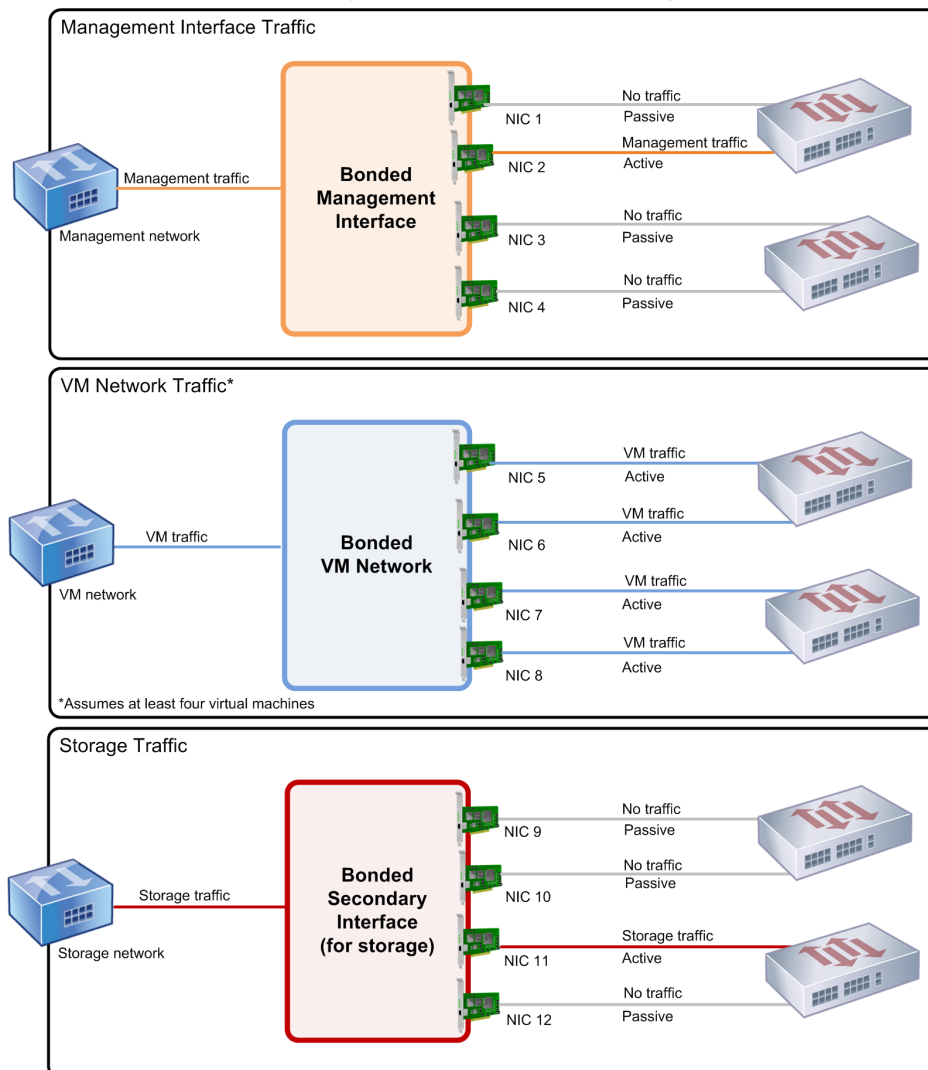 Management Interface Traffic
No traffic
NIC 1
Passive
Management traffic
NIC 2
Active
Management traffic
Bonded
Management
Interface
Management network
No traffic
NIC 3
Passive
No traffic
NIC 4
Passive
VM Network Traffic*
VM traffic
NIC 5
Active
VM traffic
NIC 6
Active
VM traffic
Bonded
VM Network
VM network
VM traffic
NIC 7
Active
VM traffic
NIC 8
Active
*Assumes at least four virtual machines
Storage Traffic
No traffic
NIC 9
Passive
No traffic
NIC 10
Passive
Storage traffic
Bonded
Secondary
Interface
(for storage)
Storage network
Storage traffic
NIC 11
Active
No traffic
NIC 12
Passive